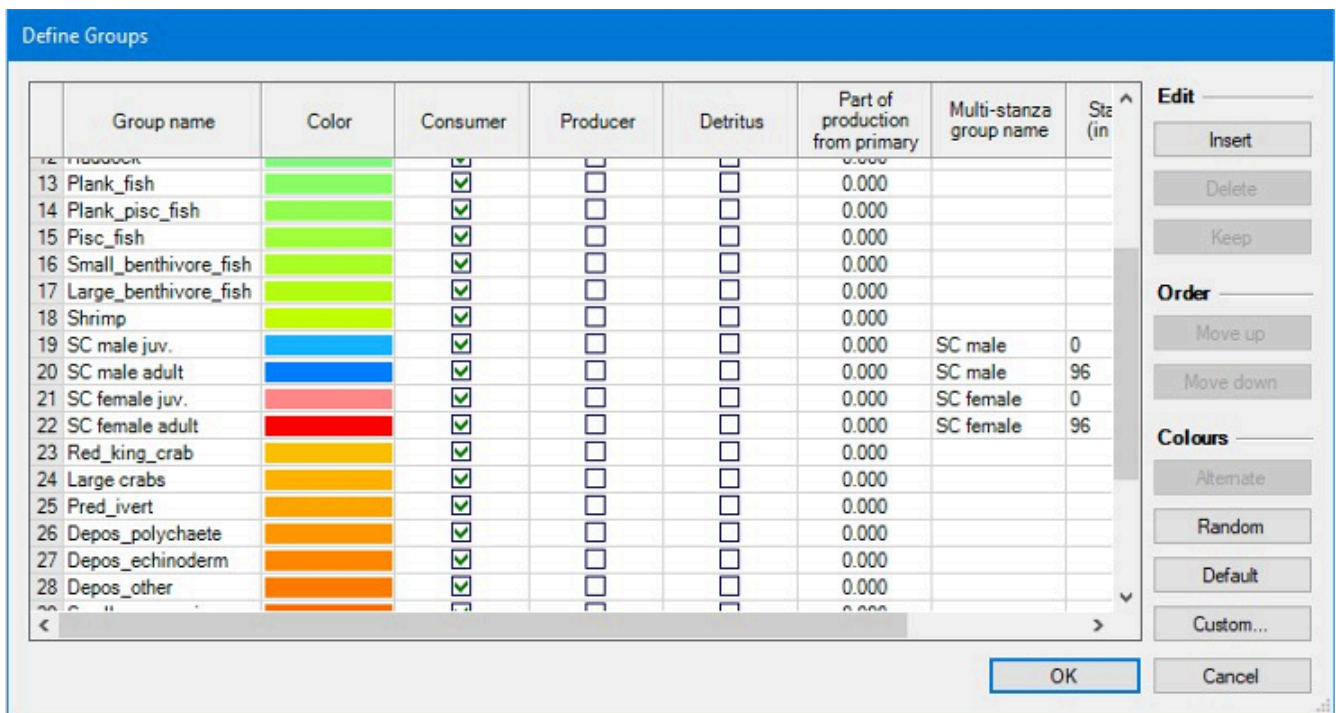 Define Groups
Group name Color Consumer Producer Detritus Part of production from primary Multi-stanza group name Sta (in
12 Haddock 0.000
13 Plank_fish 0.000
14 Plank_pisc_fish 0.000
15 Pisc_fish 0.000
16 Small_benthivore_fish 0.000
17 Large_benthivore_fish 0.000
18 Shrimp 0.000
19 SC male juv. 0.000 SC male 0
20 SC male adult 0.000 SC male 96
21 SC female juv. 0.000 SC female 0
22 SC female adult 0.000 SC female 96
23 Red_king_crab 0.000
24 Large crabs 0.000
25 Pred_ivert 0.000
26 Depos_polychaete 0.000
27 Depos_echinoderm 0.000
28 Depos_other 0.000
Edit
Insert
Delete
Keep
Order
Move up
Move down
Colours
Alternate
Random
Default
Custom...
OK
Cancel